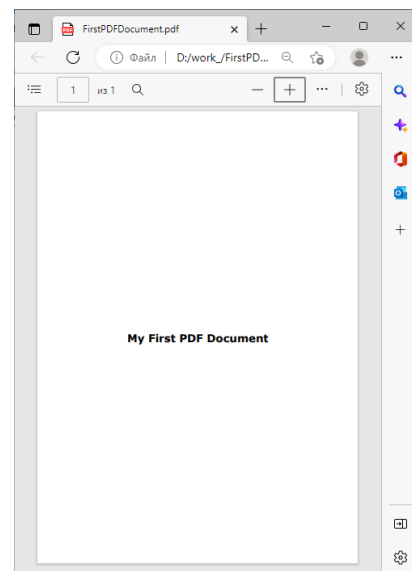 FirstPDFDocument.pdf
Файл | D:/work_/FirstPD...
1 из 1
My First PDF Document